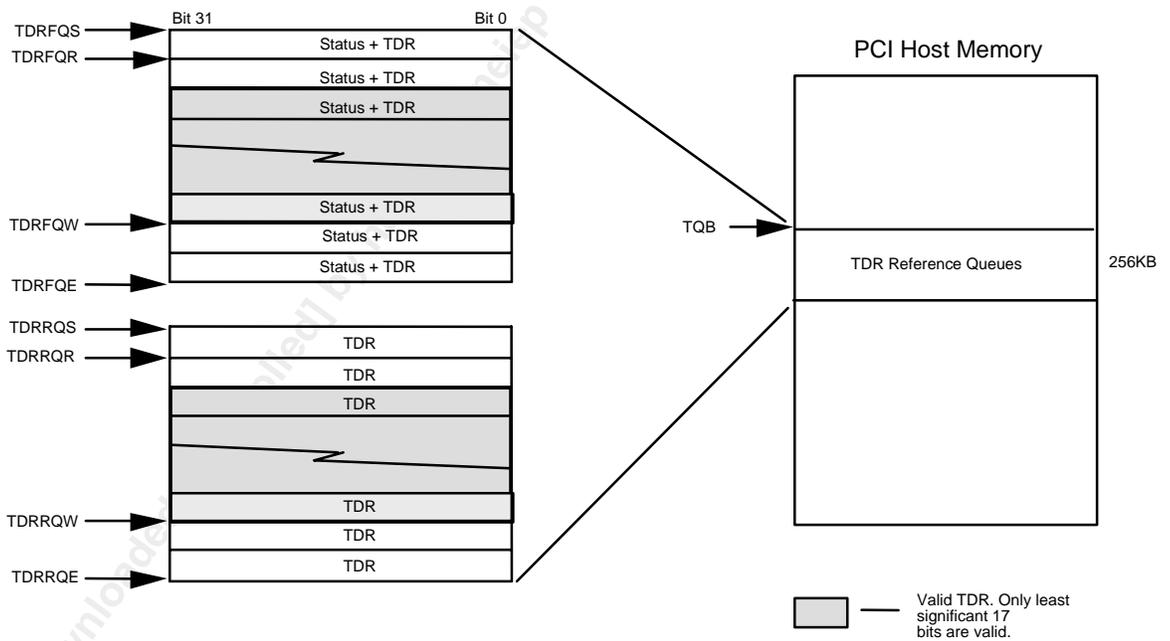 Bit 31 Bit 0
TDRFQS
Status + TDR
TDRFQR
Status + TDR
Status + TDR
Status + TDR
TDRFQW
Status + TDR
Status + TDR
TDRFQE
TDRRQS
TDR
TDRRQR
TDR
TDR
TDR
TDRRQW
TDR
TDR
TDRRQE
PCI Host Memory
TQB
TDR Reference Queues
256KB
Valid TDR. Only least
significant 17
bits are valid.